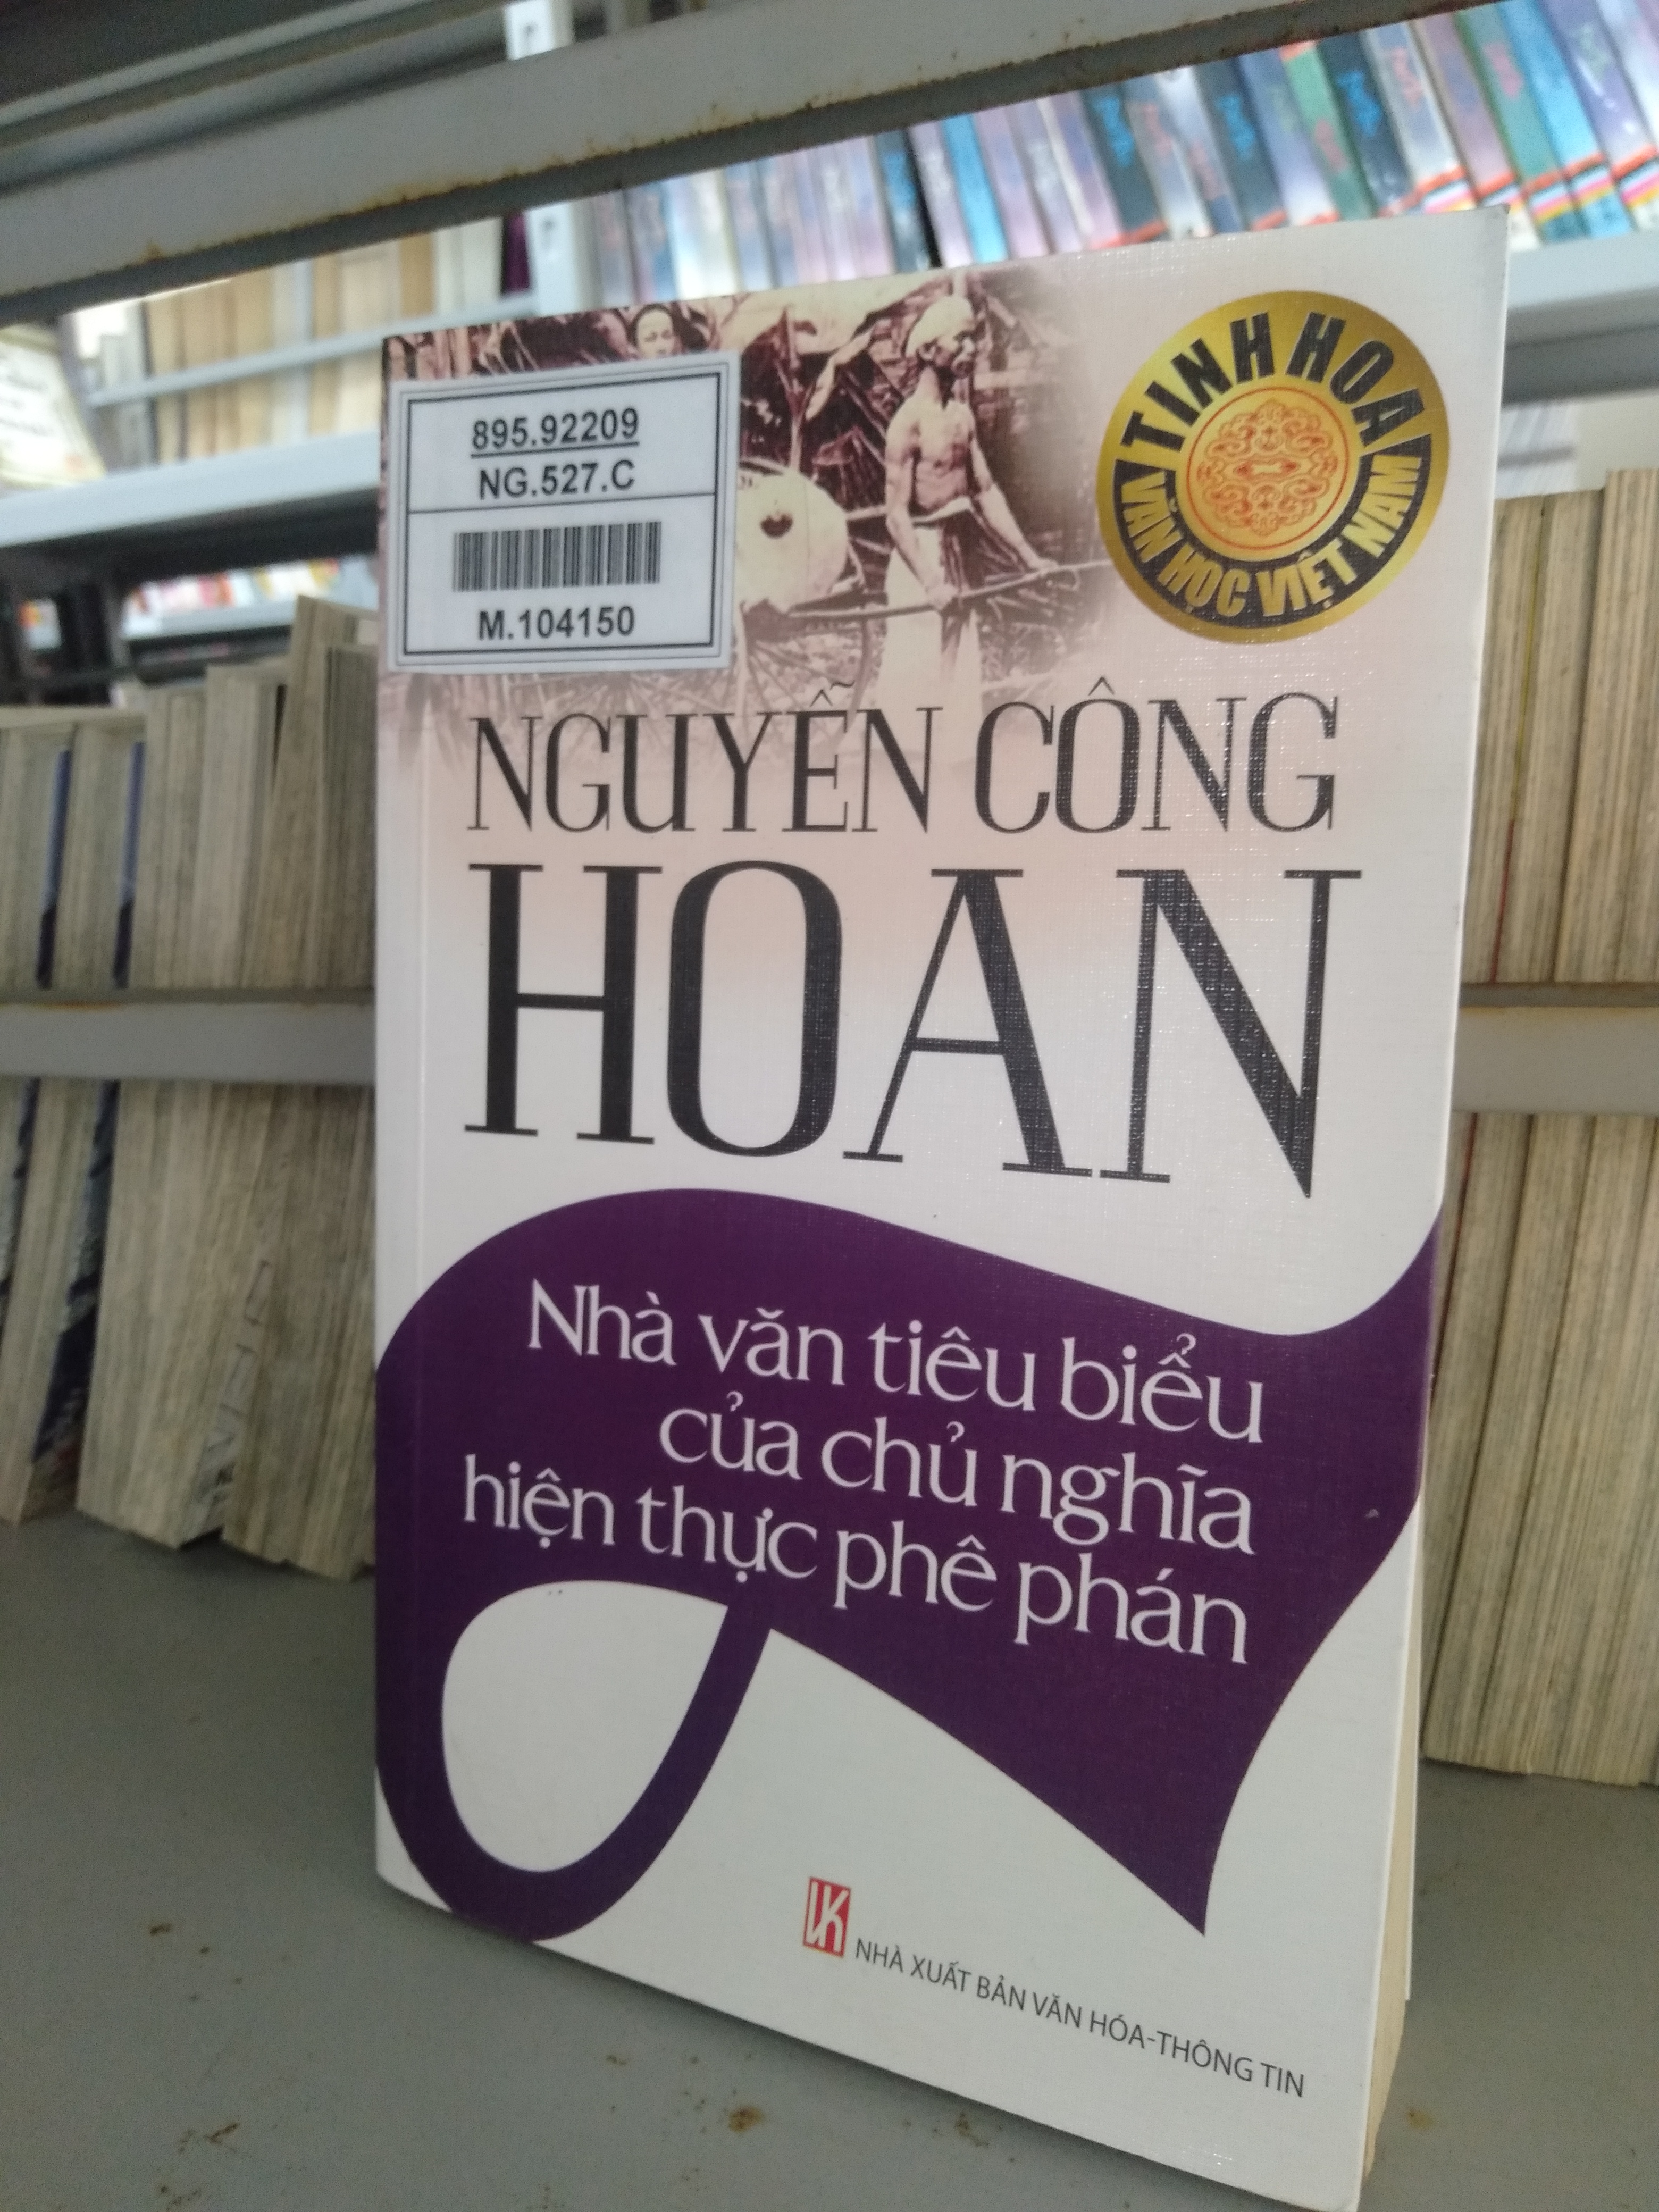 895.92209
NG.527.C
M.104150
TINH HOA
VĂN HỌC VIỆT NAM
NGUYỄN CÔNG
HOAN
Nhà văn tiêu biểu
của chủ nghĩa
hiện thực phê phán
NHÀ XUẤT BẢN VĂN HÓA-THÔNG TIN